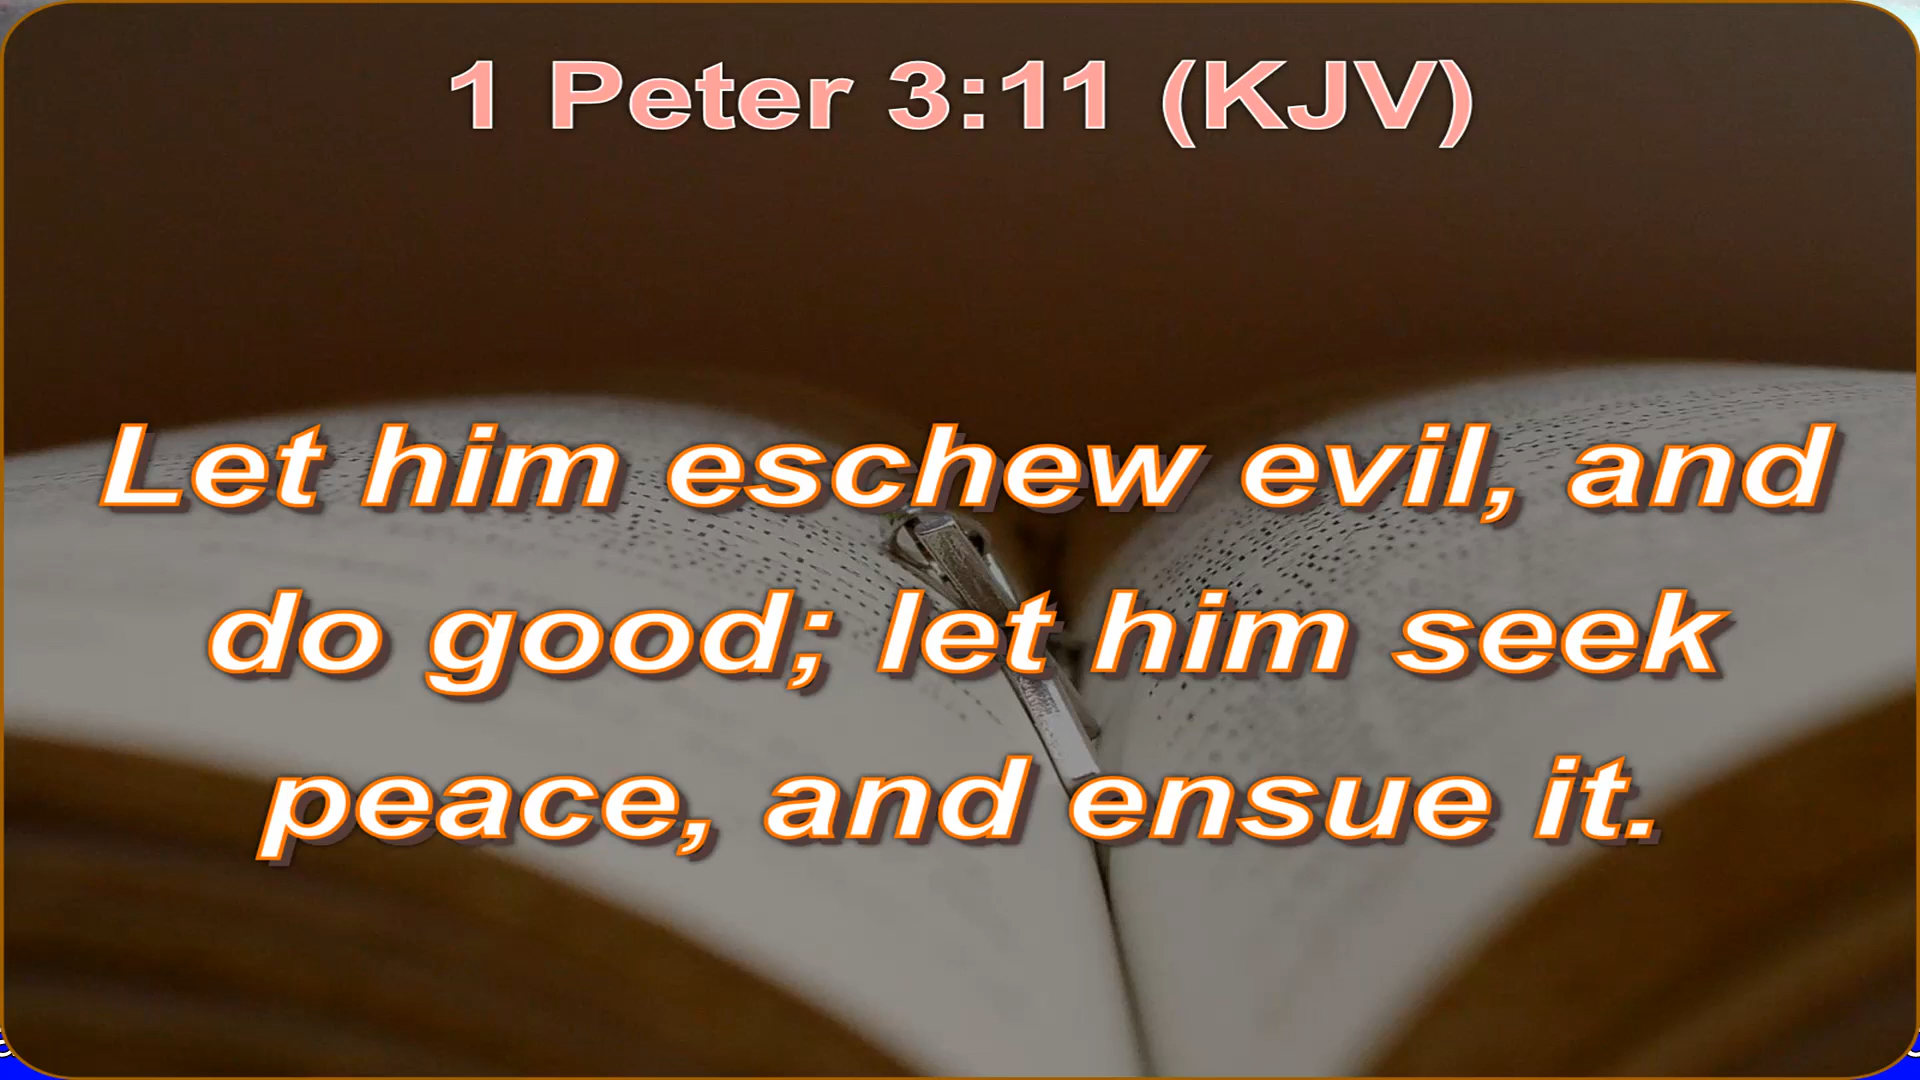 1 Peter 3:11 (KJV)
Let him eschew evil, and
do good; let him seek
peace, and ensue it.